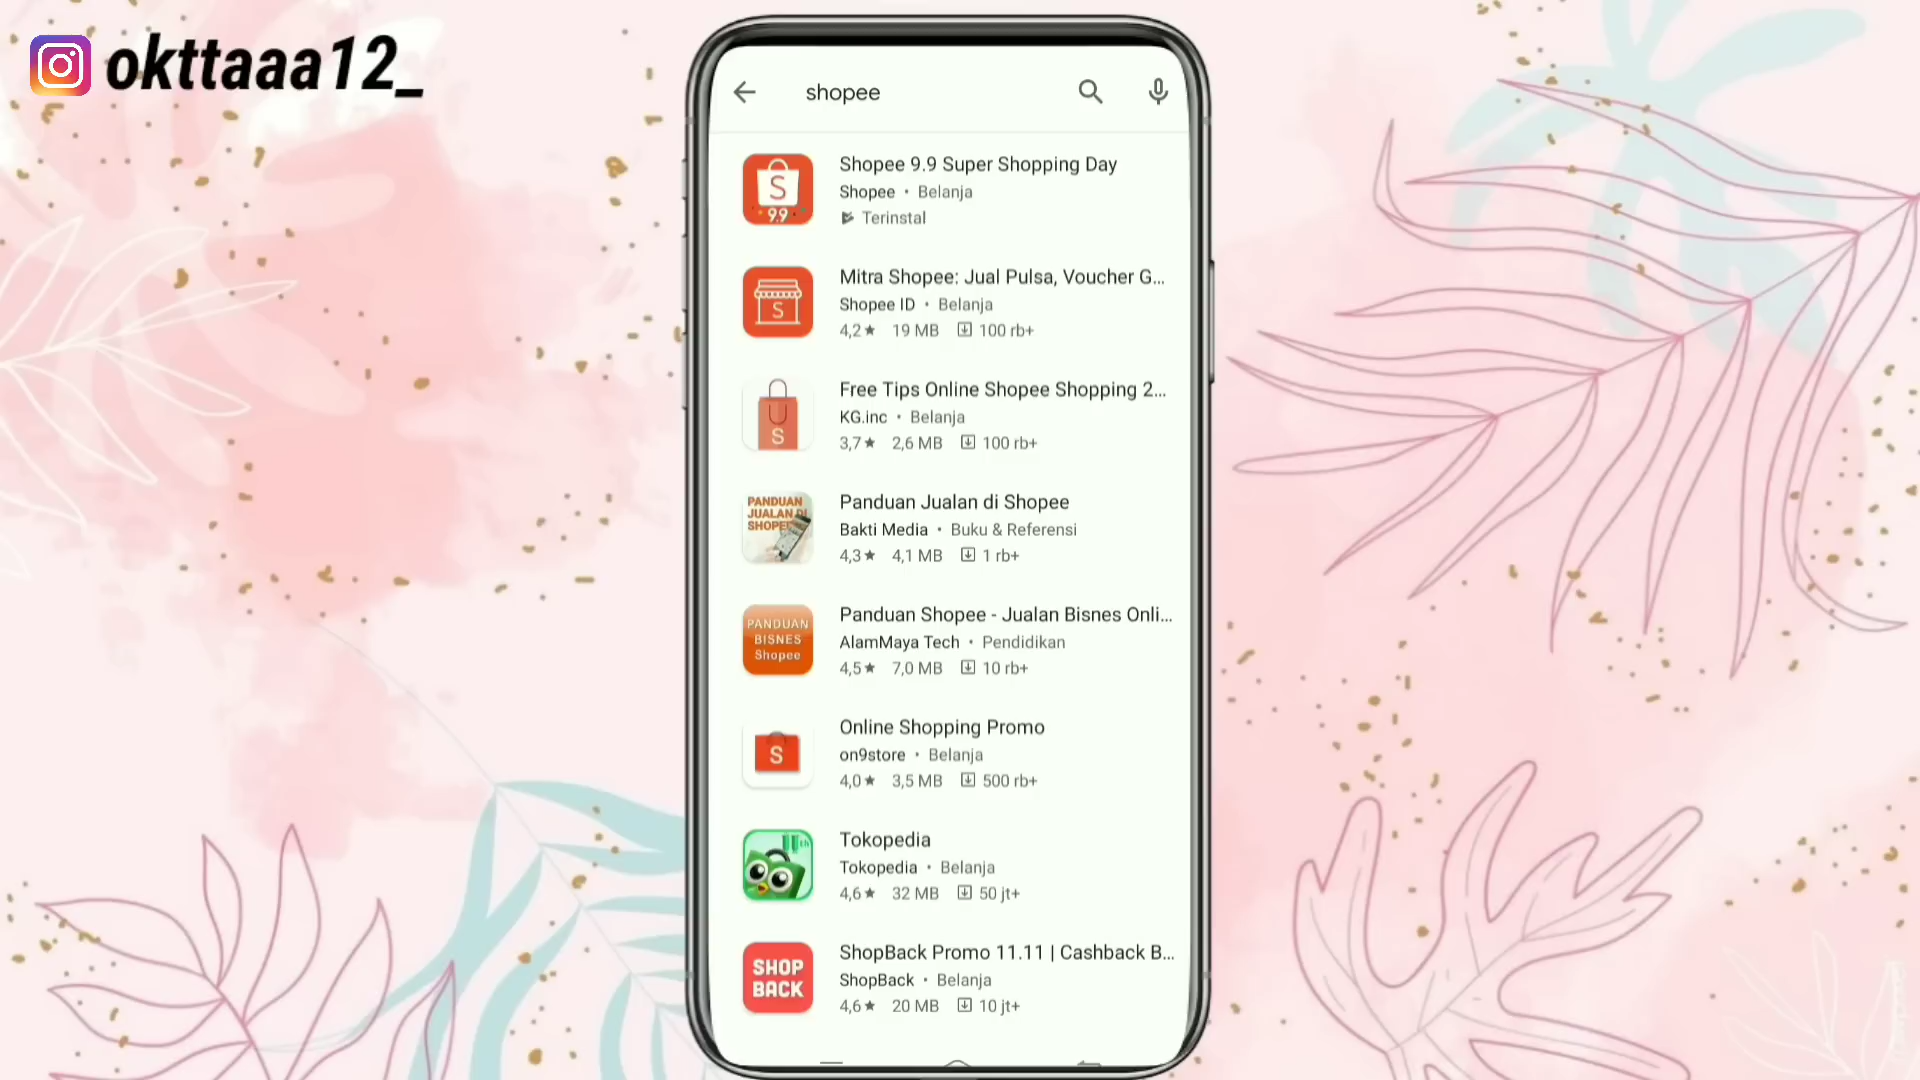 okttaaa12_
shopee
S
9.9
Shopee 9.9 Super Shopping Day
Shopee • Belanja
Terinstal
S
Mitra Shopee: Jual Pulsa, Voucher G...
Shopee ID • Belanja
4,2★ 19 MB 100 rb+
S
Free Tips Online Shopee Shopping 2...
KG.inc • Belanja
3,7★ 2,6 MB 100 rb+
PANDUAN
JUALAN DI
SHOPEE
Panduan Jualan di Shopee
Bakti Media • Buku & Referensi
4,3★ 4,1 MB 1 rb+
PANDUAN
BISNES
Shopee
Panduan Shopee - Jualan Bisnes Onli...
AlamMaya Tech • Pendidikan
4,5★ 7,0 MB 10 rb+
S
Online Shopping Promo
on9store • Belanja
4,0★ 3,5 MB 500 rb+
11th
Tokopedia
Tokopedia • Belanja
4,6★ 32 MB 50 jt+
SHOP
BACK
ShopBack Promo 11.11 | Cashback B...
ShopBack • Belanja
4,6★ 20 MB 10 jt+